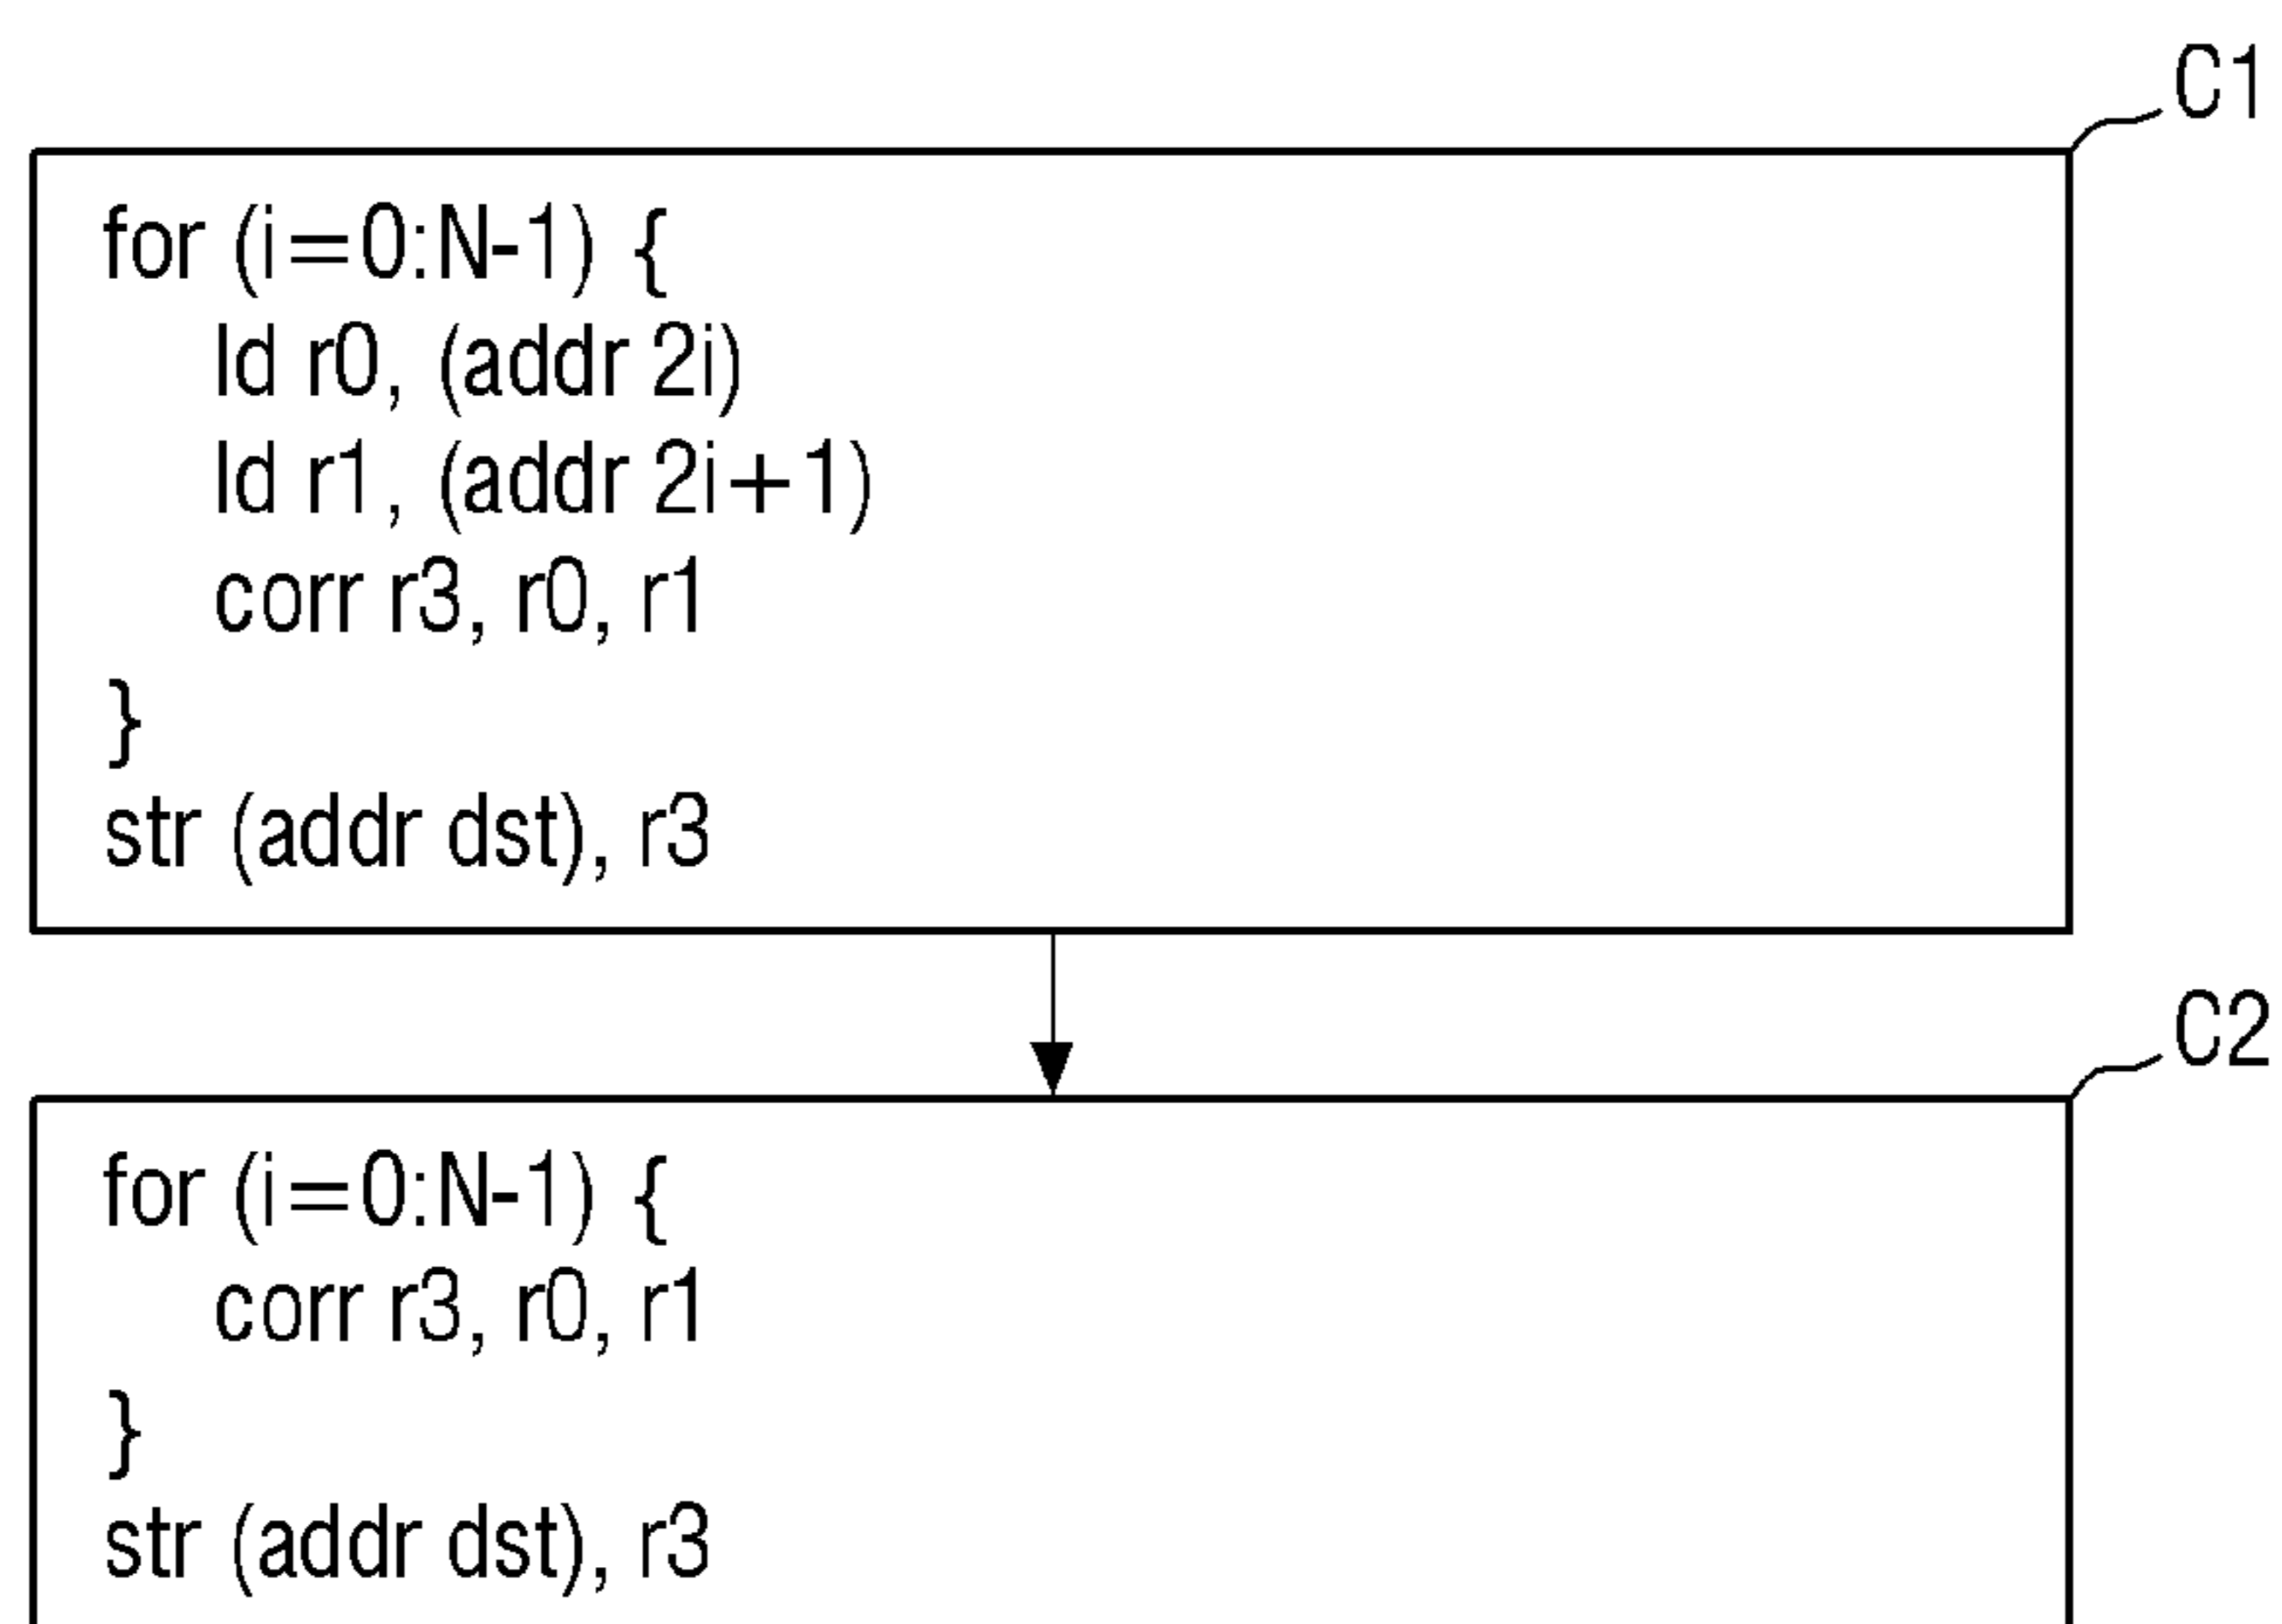 C1
for (i=0:N-1) {
ld r0, (addr 2i)
ld r1, (addr 2i+1)
corr r3, r0, r1
}
str (addr dst), r3
C2
for (i=0:N-1) {
corr r3, r0, r1
}
str (addr dst), r3